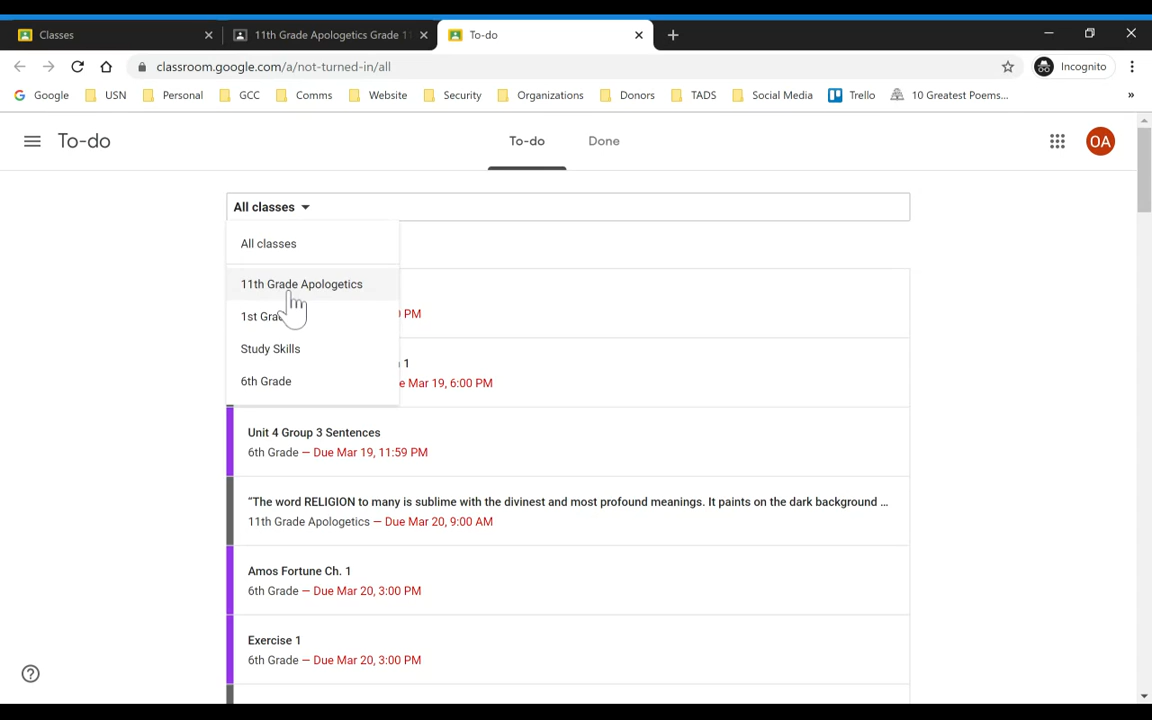 Classes
11th Grade Apologetics Grade 1
To-do
classroom.google.com/a/not-turned-in/all
Incognito
Google
USN
Personal
GCC
Comms
Website
Security
Organizations
Donors
TADS
Social Media
Trello
10 Greatest Poems...
»
To-do
To-do
Done
OA
All classes
All classes
11th Grade Apologetics
1st Gra
Study Skills
6th Grade
PM
1
e Mar 19, 6:00 PM
Unit 4 Group 3 Sentences
6th Grade — Due Mar 19, 11:59 PM
"The word RELIGION to many is sublime with the divinest and most profound meanings. It paints on the dark background ...
11th Grade Apologetics — Due Mar 20, 9:00 AM
Amos Fortune Ch. 1
6th Grade — Due Mar 20, 3:00 PM
Exercise 1
6th Grade — Due Mar 20, 3:00 PM